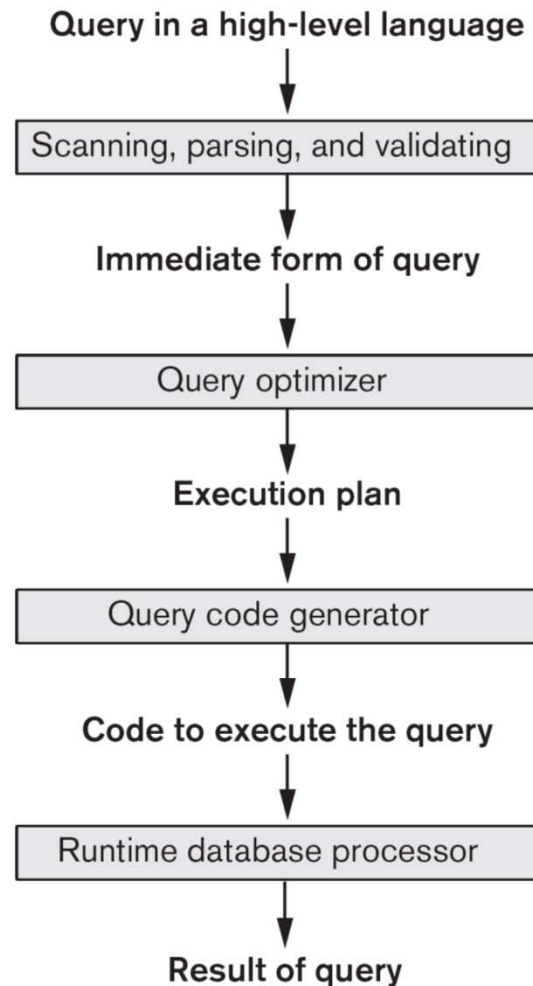 Query in a high-level language
Scanning, parsing, and validating
Immediate form of query
Query optimizer
Execution plan
Query code generator
Code to execute the query
Runtime database processor
Result of query